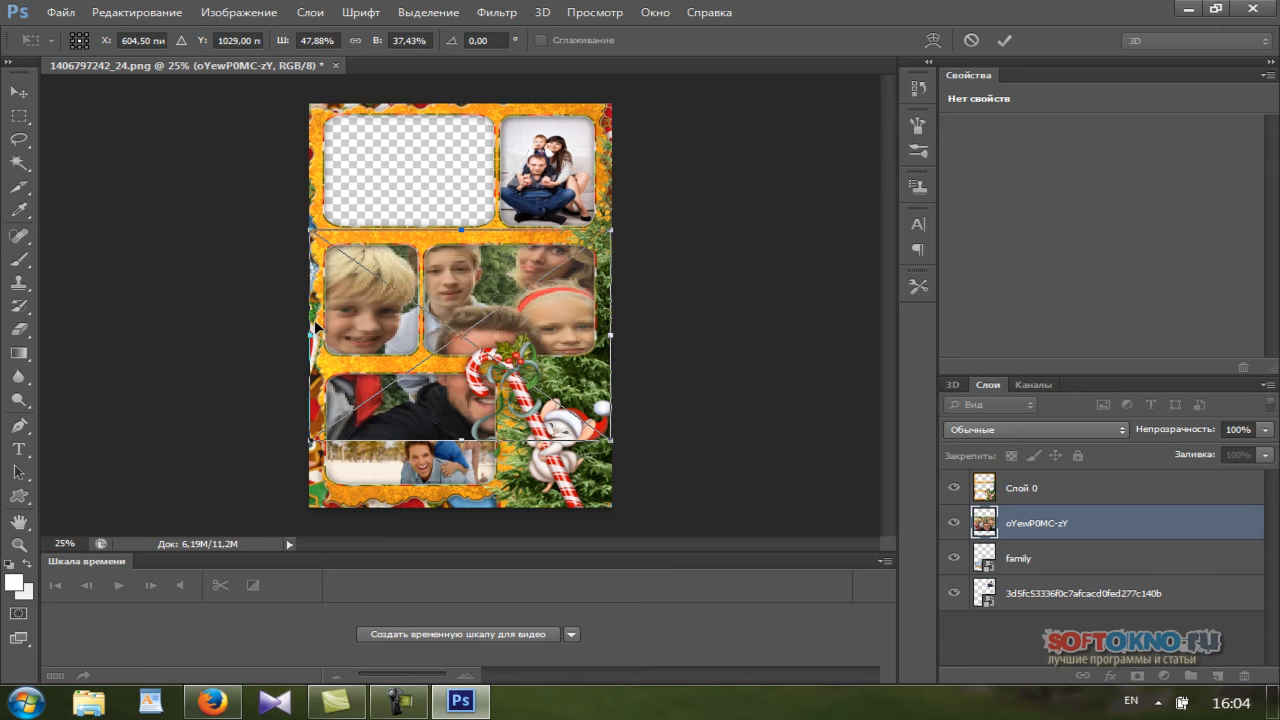 Ps Файл Редактирование Изображение Слои Шрифт Выделение Фильтр 3D Просмотр Окно Справка
X: 604,50 пи Y: 1029,00 п Ш: 47,88% В: 37,43% 0,00 ° Сглаживание 3D
1406797242_24.png @ 25% (oYewP0MC-zY, RGB/8) * ×
Свойства
Нет свойств
3D Слои Каналы
Вид
Обычные Непрозрачность: 100%
Закрепить: Заливка: 100%
Слой 0
oYewP0MC-zY
family
3d5fc53336f0c7afcacd0fed277c140b
25% Док: 6,19M/11,2M
Шкала времени
Создать временную шкалу для видео
SOFTOKNO-RU
лучшие программы и статьи
Ps EN 16:04